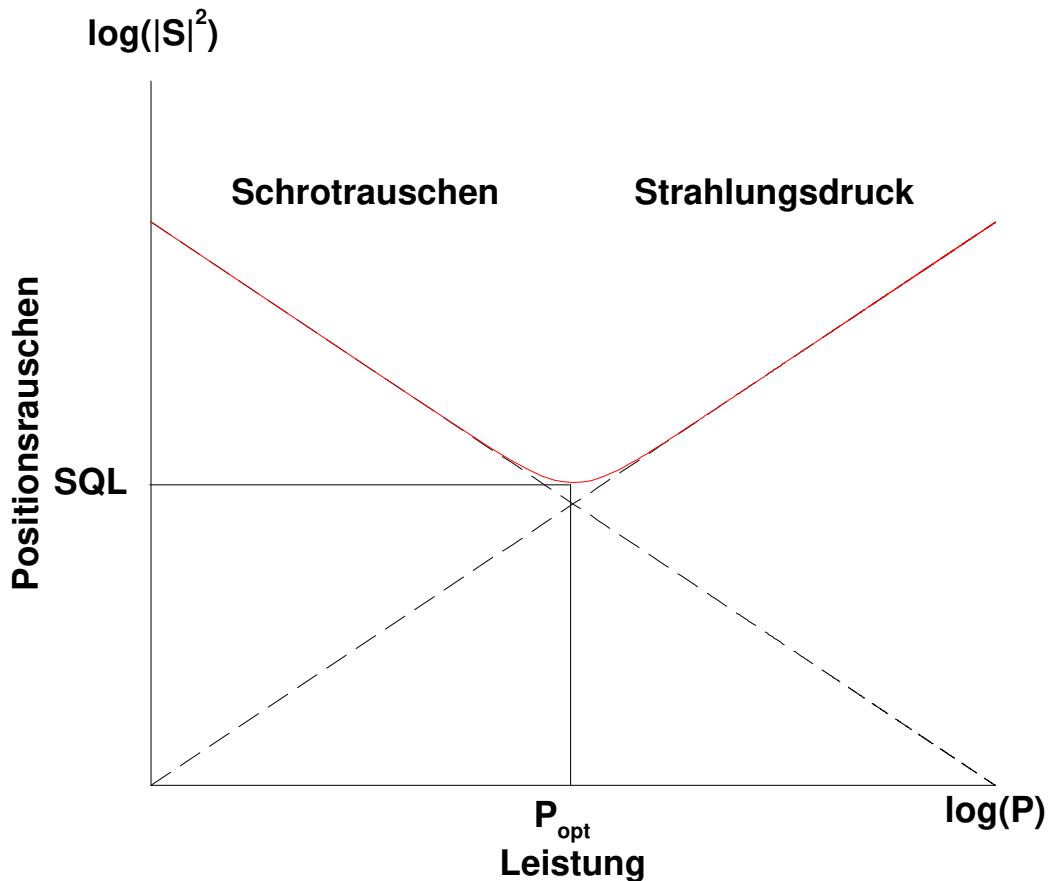 log(|S|²)
Schrotrauschen
Strahlungsdruck
Positionsrauschen
SQL
P_opt
log(P)
Leistung